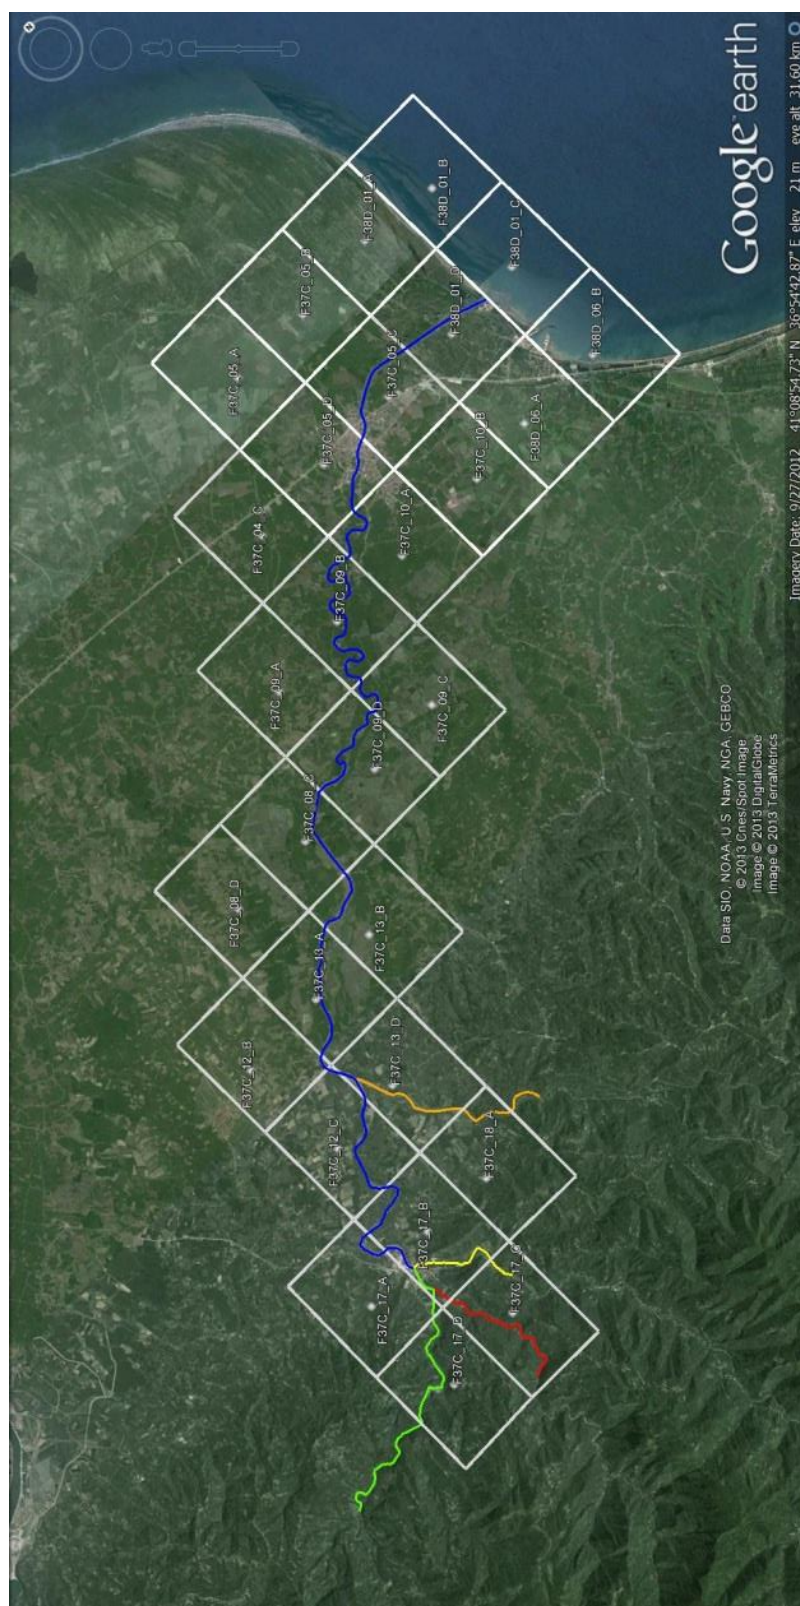 F37C_12_B
F37C_08_D
F37C_05_A
F37C_04_C
F37C_09_A
F37C_05_B
F37C_08_C
F37C_13_A
F37C_05_D
F37C_12_C
F37C_09_B
F38D_01_A
F37C_09_D
F37C_17_A
F37C_13_B
F37C_05_C
F37C_13_D
F37C_10_A
F37C_17_B
F37C_09_C
F38D_01_B
F37C_17_D
F38D_01_D
F37C_18_A
F37C_10_B
F37C_17_C
F38D_01_C
F38D_06_A
F38D_06_B
Data SIO, NOAA, U.S. Navy, NGA, GEBCO
© 2013 Cnes/Spot Image
Image © 2013 DigitalGlobe
Image © 2013 TerraMetrics
Google earth
Imagery Date: 9/27/2012 41°08'54.73" N 36°54'42.87" E elev 21 m eye alt 31.60 km